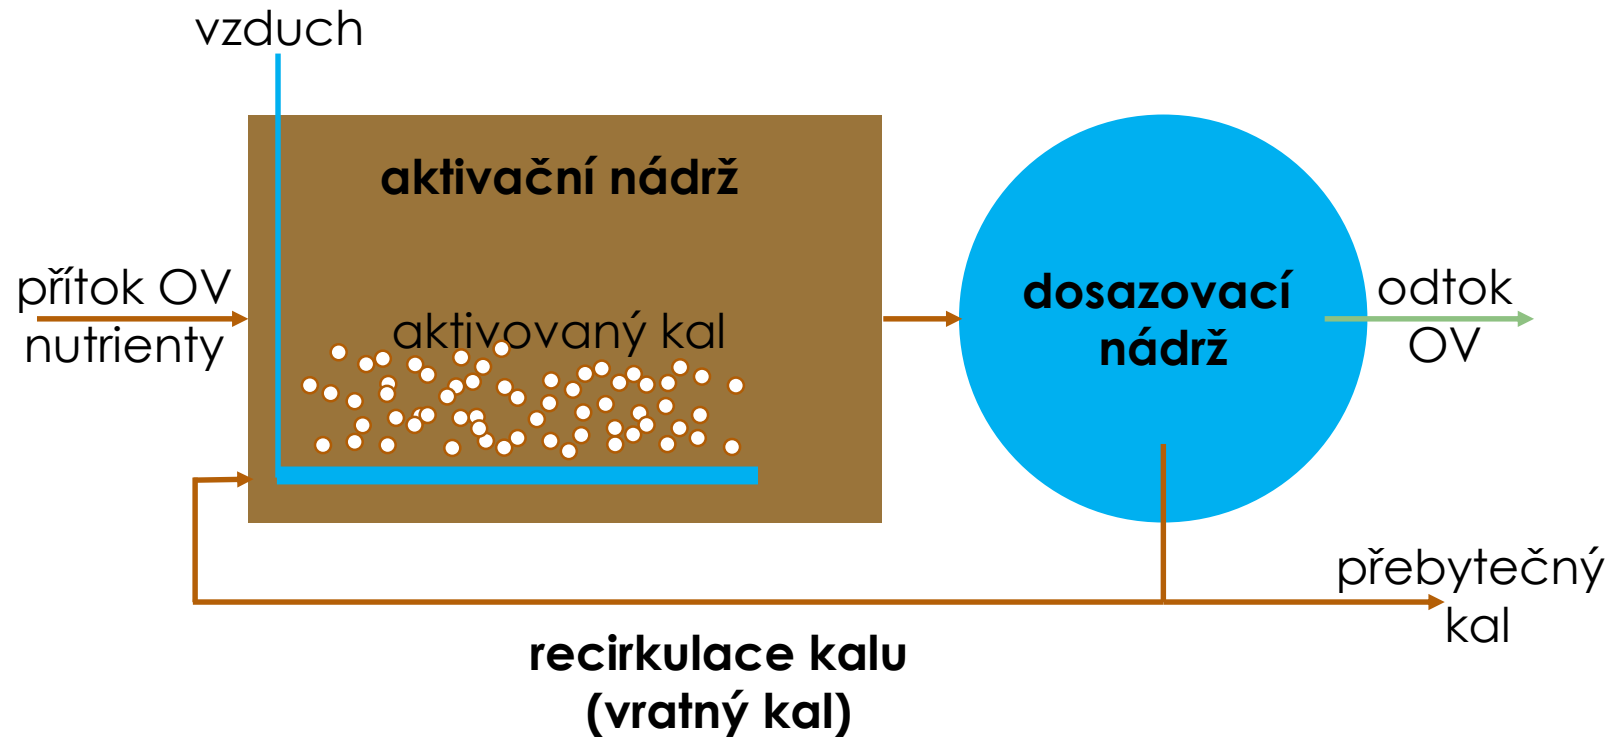 vzduch
aktivační nádrž
přítok OV
nutrienty
aktivovaný kal
dosazovací
nádrž
odtok
OV
přebytečný
kal
recirkulace kalu
(vratný kal)